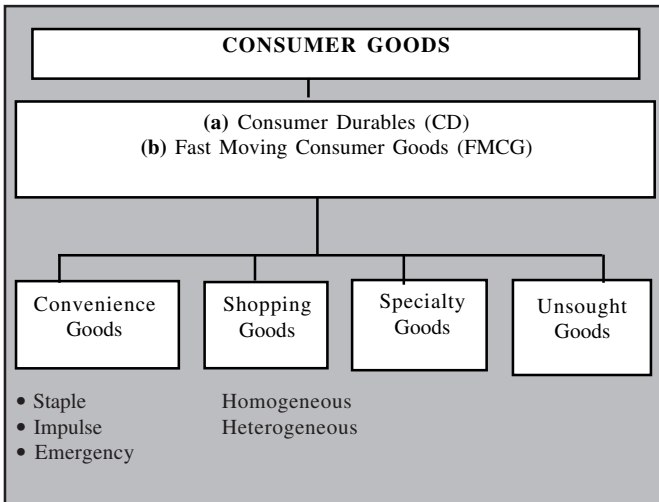 CONSUMER GOODS
(a) Consumer Durables (CD)
(b) Fast Moving Consumer Goods (FMCG)
Convenience
Goods
Shopping
Goods
Specialty
Goods
Unsought
Goods
• Staple
• Impulse
• Emergency
Homogeneous
Heterogeneous